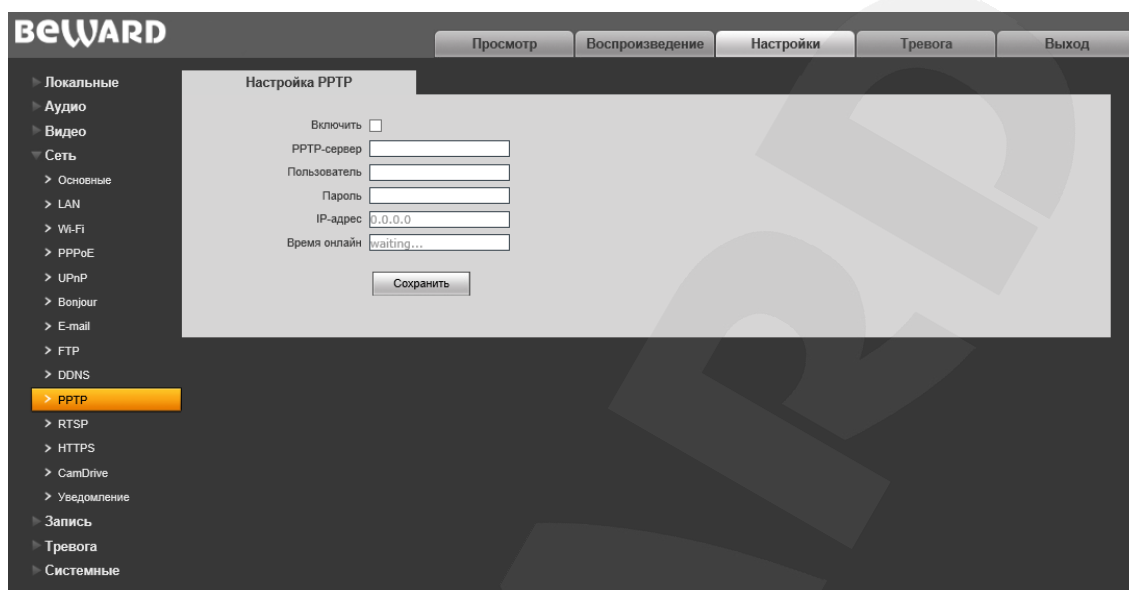 BEWARD
Просмотр Воспроизведение Настройки Тревога Выход
Локальные
Аудио
Видео
Сеть
Основные
LAN
Wi-Fi
PPPoE
UPnP
Bonjour
E-mail
FTP
DDNS
PPTP
RTSP
HTTPS
CamDrive
Уведомление
Запись
Тревога
Системные
Настройка PPTP
Включить
PPTP-сервер
Пользователь
Пароль
IP-адрес 0.0.0.0
Время онлайн waiting...
Сохранить